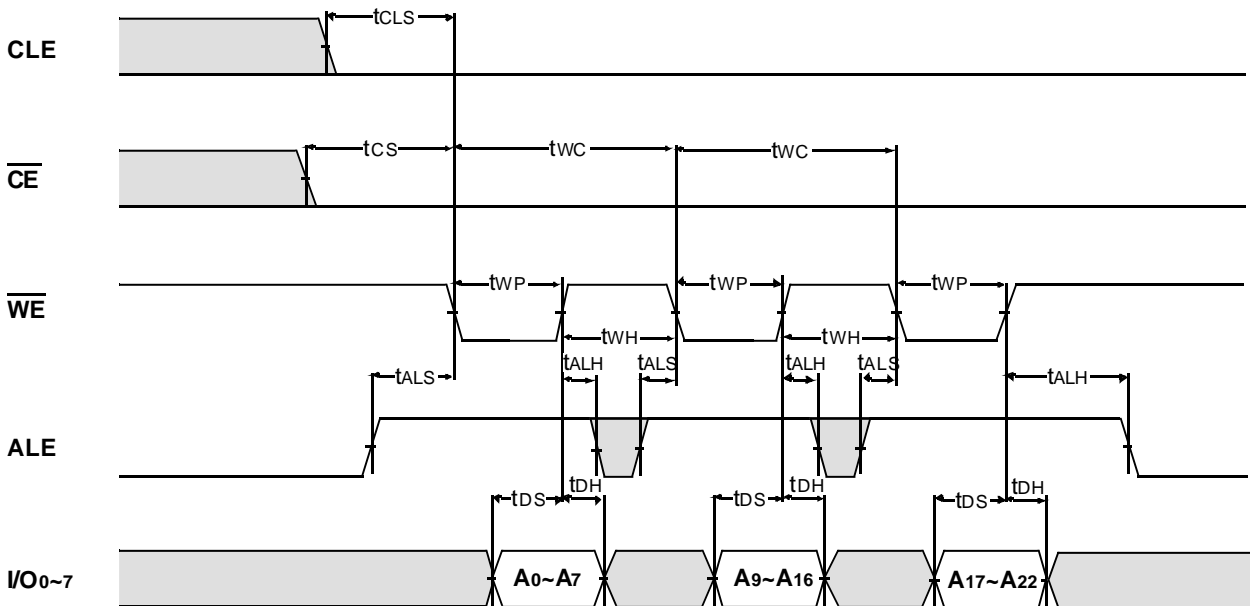 tCLS
CLE
tCS tWC tWC
CE
tWP tWP tWP
WE
tWH tWH
tALS tALH tALS tALH tALS tALH
ALE
tDS tDH tDS tDH tDS tDH
I/O0~7 A0~A7 A9~A16 A17~A22